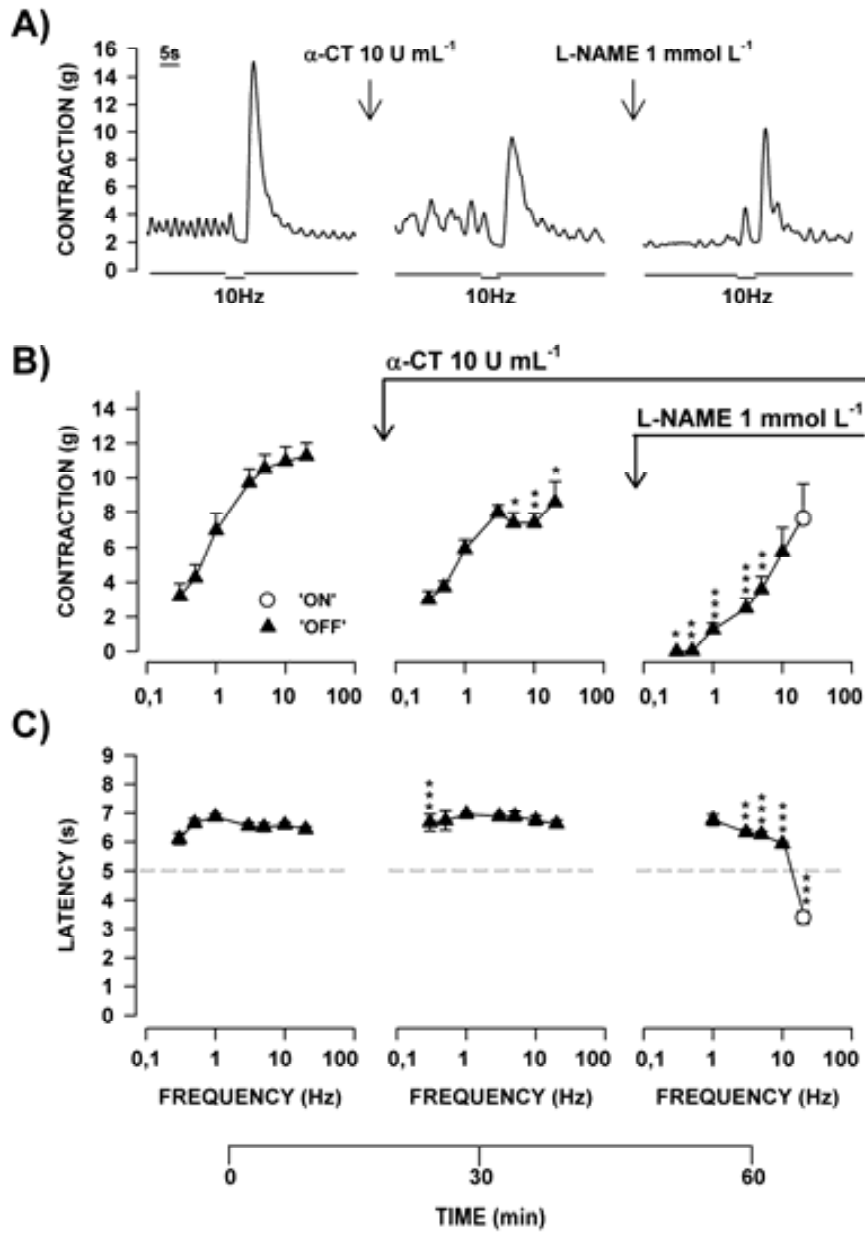 A)
5s
α-CT 10 U mL-1
L-NAME 1 mmol L-1
CONTRACTION (g)
16
14
12
10
8
6
4
2
0
10Hz
10Hz
10Hz
B)
α-CT 10 U mL-1
L-NAME 1 mmol L-1
CONTRACTION (g)
14
12
10
8
6
4
2
0
'ON'
'OFF'
*
**
*
*
**
***
***
**
0,1 1 10 100
0,1 1 10 100
0,1 1 10 100
C)
LATENCY (s)
9
8
7
6
5
4
3
2
1
0
***
**
***
***
***
0,1 1 10 100
0,1 1 10 100
0,1 1 10 100
FREQUENCY (Hz)
FREQUENCY (Hz)
FREQUENCY (Hz)
0 30 60
TIME (min)